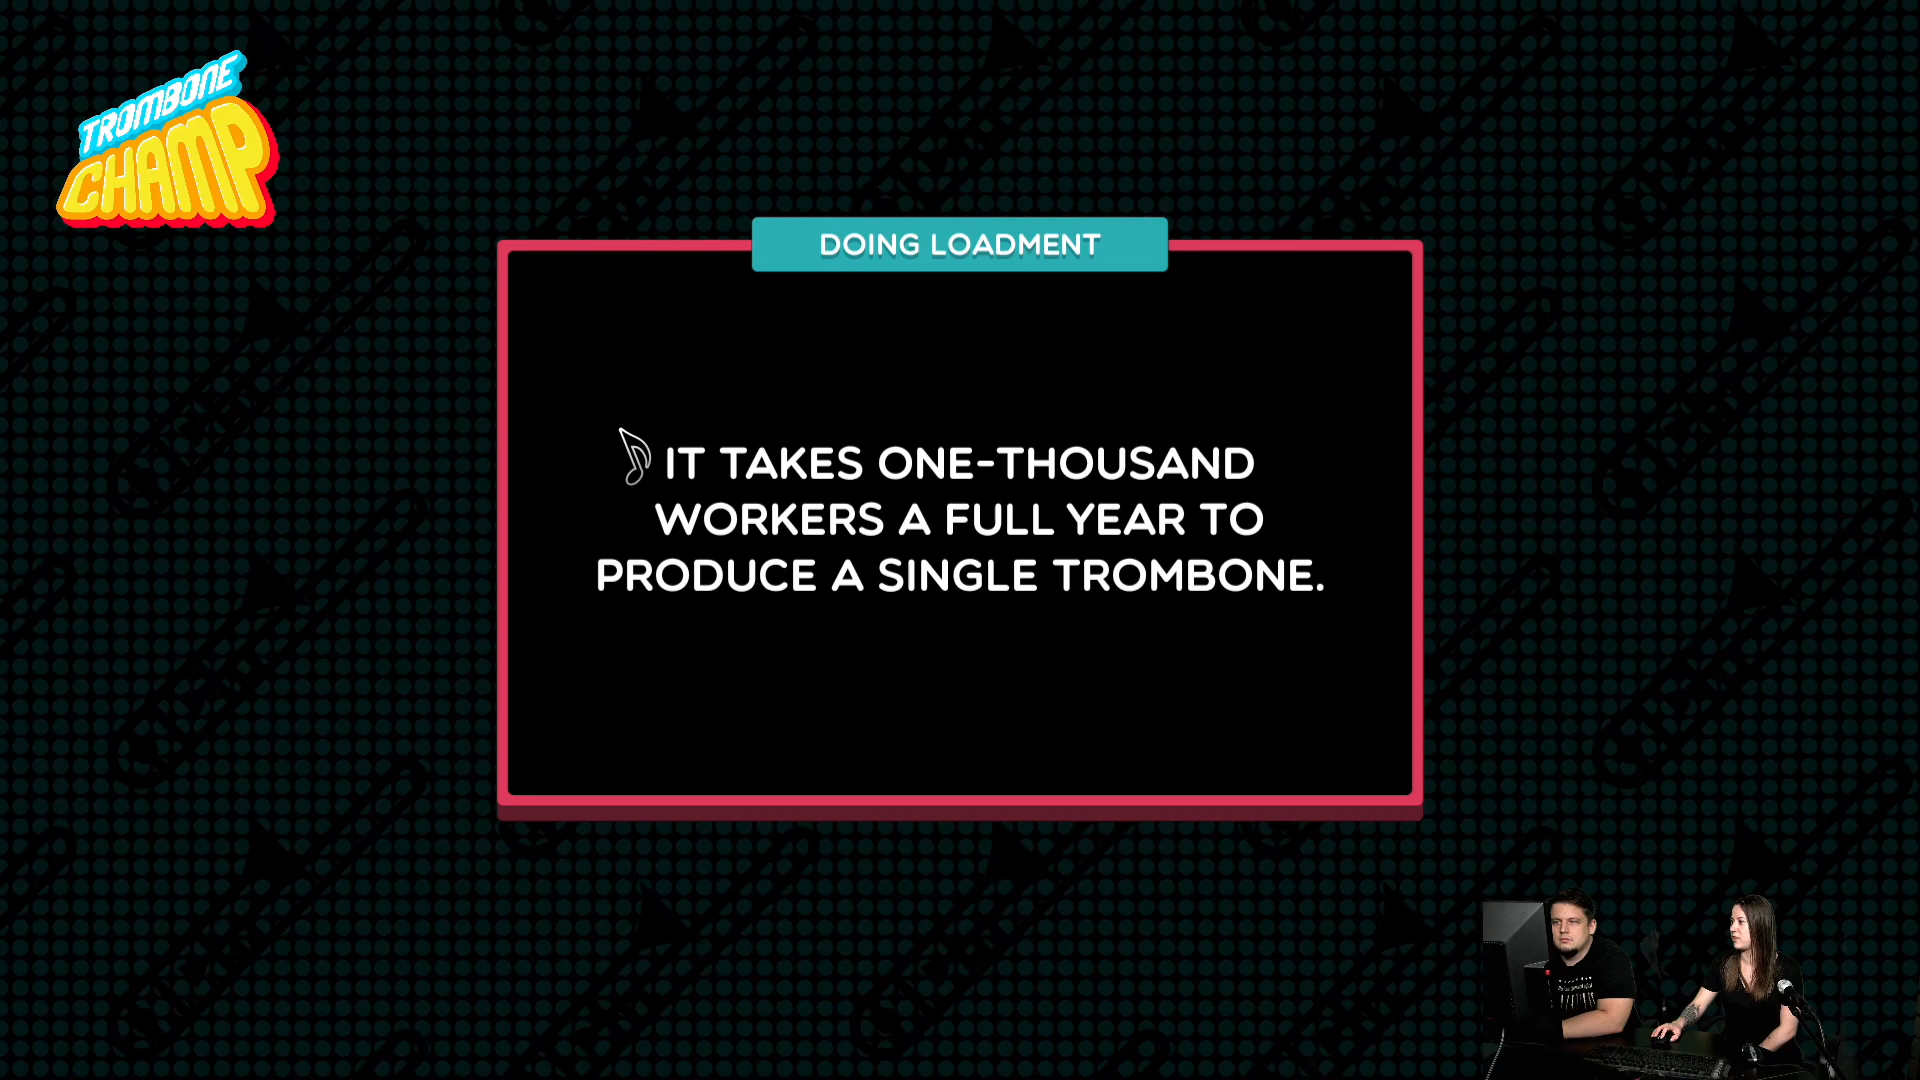 TROMBONE
CHAMP
DOING LOADMENT
IT TAKES ONE-THOUSAND
WORKERS A FULL YEAR TO
PRODUCE A SINGLE TROMBONE.